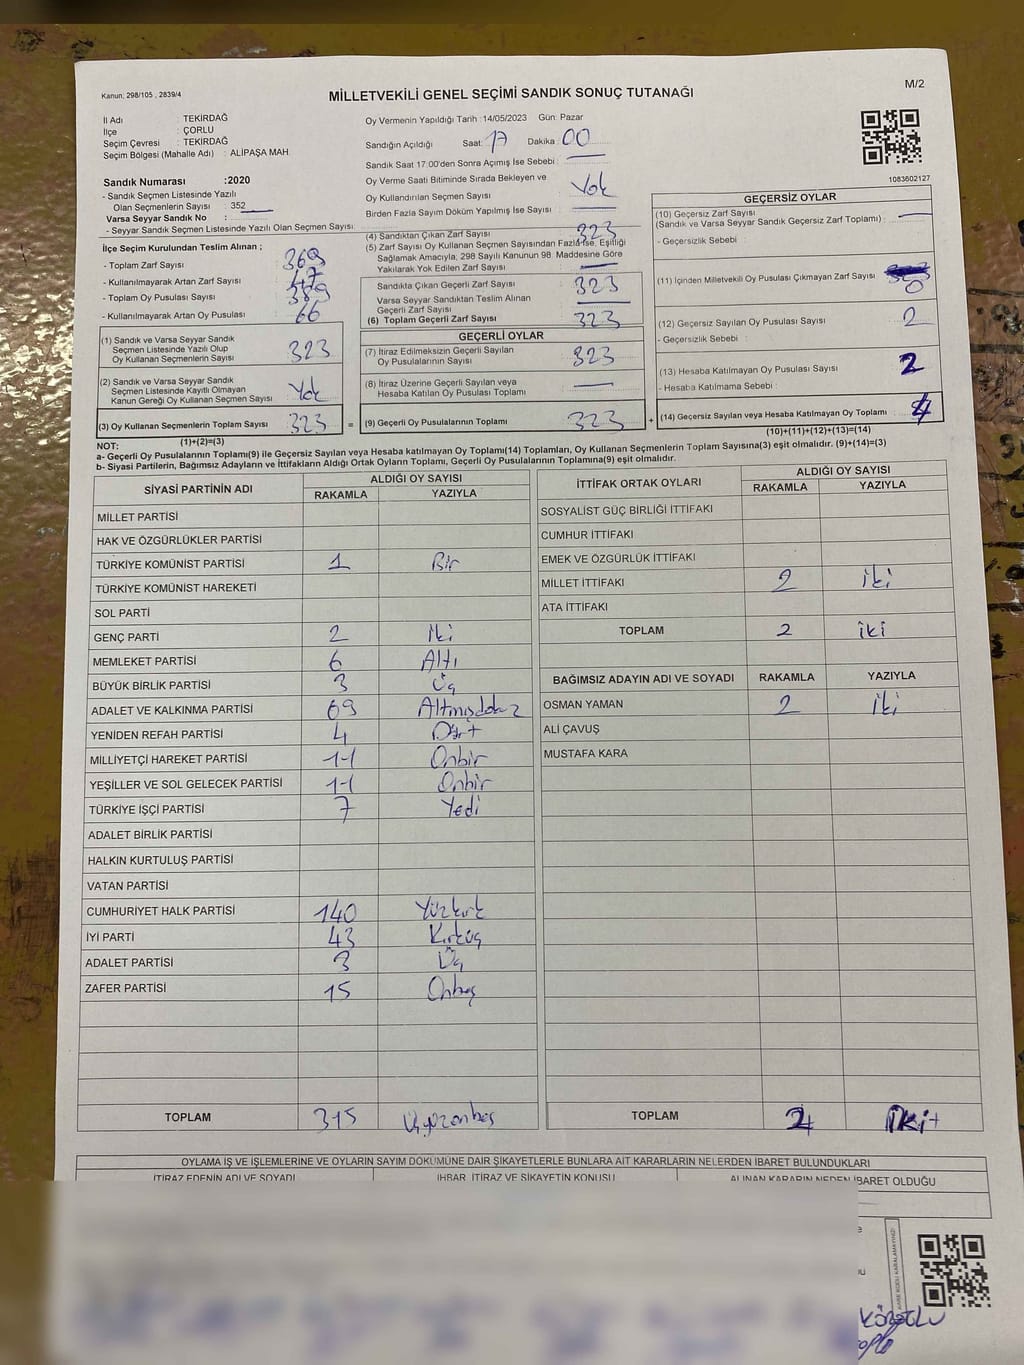 Kanun; 298/105 , 2839/4
MİLLETVEKİLİ GENEL SEÇİMİ SANDIK SONUÇ TUTANAĞI
M/2
İl Adı : TEKİRDAĞ
İlçe : ÇORLU
Seçim Çevresi : TEKİRDAĞ
Seçim Bölgesi (Mahalle Adı) : ALİPAŞA MAH.
Sandık Numarası :2020
- Sandık Seçmen Listesinde Yazılı
Olan Seçmenlerin Sayısı : 352
Varsa Seyyar Sandık No :
- Seyyar Sandık Seçmen Listesinde Yazılı Olan Seçmen Sayısı:
İlçe Seçim Kurulundan Teslim Alınan ;
- Toplam Zarf Sayısı :
- Kullanılmayarak Artan Zarf Sayısı :
- Toplam Oy Pusulası Sayısı :
- Kullanılmayarak Artan Oy Pusulası : 66
(1) Sandık ve Varsa Seyyar Sandık
Seçmen Listesinde Yazılı Olup
Oy Kullanan Seçmenlerin Sayısı : 323
(2) Sandık ve Varsa Seyyar Sandık
Seçmen Listesinde Kayıtlı Olmayan
Kanun Gereği Oy Kullanan Seçmen Sayısı : Yok
(3) Oy Kullanan Seçmenlerin Toplam Sayısı : 323 =
(1)+(2)=(3)
Oy Vermenin Yapıldığı Tarih :14/05/2023 Gün: Pazar
Sandığın Açıldığı Saat: 17 Dakika : 00
Sandık Saat 17:00'den Sonra Açımış İse Sebebi :
Oy Verme Saati Bitiminde Sırada Bekleyen ve
Oy Kullandırılan Seçmen Sayısı : Yok
Birden Fazla Sayım Döküm Yapılmış İse Sayısı :
(4) Sandıktan Çıkan Zarf Sayısı : 323
(5) Zarf Sayısı Oy Kullanan Seçmen Sayısından Fazla İse, Eşitliği
Sağlamak Amacıyla; 298 Sayılı Kanunun 98. Maddesine Göre
Yakılarak Yok Edilen Zarf Sayısı :
Sandıkta Çıkan Geçerli Zarf Sayısı : 323
Varsa Seyyar Sandıktan Teslim Alınan
Geçerli Zarf Sayısı :
(6) Toplam Geçerli Zarf Sayısı : 323
GEÇERLİ OYLAR
(7) İtiraz Edilmeksizin Geçerli Sayılan
Oy Pusulalarının Sayısı : 323
(8) İtiraz Üzerine Geçerli Sayılan veya
Hesaba Katılan Oy Pusulası Toplamı :
(9) Geçerli Oy Pusulalarının Toplamı : 323 +
1083602127
GEÇERSİZ OYLAR
(10) Geçersiz Zarf Sayısı
(Sandık ve Varsa Seyyar Sandık Geçersiz Zarf Toplamı) :
- Geçersizlik Sebebi :
(11) İçinden Milletvekili Oy Pusulası Çıkmayan Zarf Sayısı : 0
(12) Geçersiz Sayılan Oy Pusulası Sayısı : 2
- Geçersizlik Sebebi :
(13) Hesaba Katılmayan Oy Pusulası Sayısı : 2
- Hesaba Katılmama Sebebi :
(14) Geçersiz Sayılan veya Hesaba Katılmayan Oy Toplamı : 4
(10)+(11)+(12)+(13)=(14)
NOT:
a- Geçerli Oy Pusulalarının Toplamı(9) ile Geçersiz Sayılan veya Hesaba katılmayan Oy Toplamı(14) Toplamları, Oy Kullanan Seçmenlerin Toplam Sayısına(3) eşit olmalıdır. (9)+(14)=(3)
b- Siyasi Partilerin, Bağımsız Adayların ve İttifakların Aldığı Ortak Oyların Toplamı, Geçerli Oy Pusulalarının Toplamına(9) eşit olmalıdır.
SİYASİ PARTİNİN ADI ALDIĞI OY SAYISI
RAKAMLA YAZIYLA
MİLLET PARTİSİ
HAK VE ÖZGÜRLÜKLER PARTİSİ
TÜRKİYE KOMÜNİST PARTİSİ 1 Bir
TÜRKİYE KOMÜNİST HAREKETİ
SOL PARTİ
GENÇ PARTİ 2 İki
MEMLEKET PARTİSİ 6 Altı
BÜYÜK BİRLİK PARTİSİ 3 Üç
ADALET VE KALKINMA PARTİSİ 69 Altmışdokuz
YENİDEN REFAH PARTİSİ 4 Dört
MİLLİYETÇİ HAREKET PARTİSİ 11 Onbir
YEŞİLLER VE SOL GELECEK PARTİSİ 11 Onbir
TÜRKİYE İŞÇİ PARTİSİ 7 Yedi
ADALET BİRLİK PARTİSİ
HALKIN KURTULUŞ PARTİSİ
VATAN PARTİSİ
CUMHURİYET HALK PARTİSİ 140 Yüzkırk
İYİ PARTİ 43 Kırküç
ADALET PARTİSİ 3 Üç
ZAFER PARTİSİ 15 Onbeş
TOPLAM 315 Üçyüzonbeş
İTTİFAK ORTAK OYLARI ALDIĞI OY SAYISI
RAKAMLA YAZIYLA
SOSYALİST GÜÇ BİRLİĞİ İTTİFAKI
CUMHUR İTTİFAKI
EMEK VE ÖZGÜRLÜK İTTİFAKI
MİLLET İTTİFAKI 2 iki
ATA İTTİFAKI
TOPLAM 2 iki
BAĞIMSIZ ADAYIN ADI VE SOYADI RAKAMLA YAZIYLA
OSMAN YAMAN 2 iki
ALİ ÇAVUŞ
MUSTAFA KARA
TOPLAM 2 iki
OYLAMA İŞ VE İŞLEMLERİNE VE OYLARIN SAYIM DÖKÜMÜNE DAİR ŞİKAYETLERLE BUNLARA AİT KARARLARIN NELERDEN İBARET BULUNDUKLARI
İTİRAZ EDENİN ADI VE SOYADI İHBAR, İTİRAZ VE ŞİKAYETİN KONUSU ALINAN KARARIN NEDEN İBARET OLDUĞU